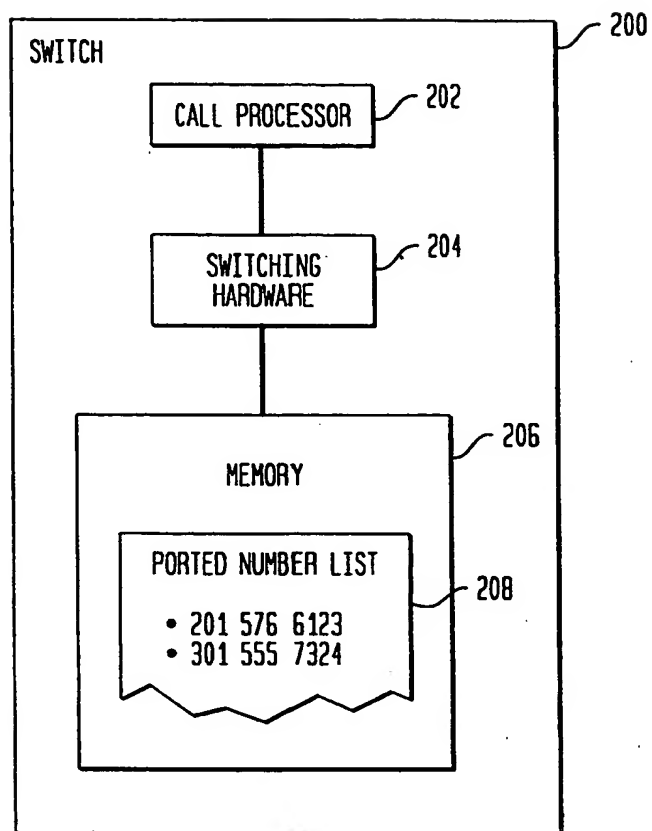 200
SWITCH
CALL PROCESSOR
202
SWITCHING
HARDWARE
204
206
MEMORY
PORTED NUMBER LIST
208
• 201 576 6123
• 301 555 7324